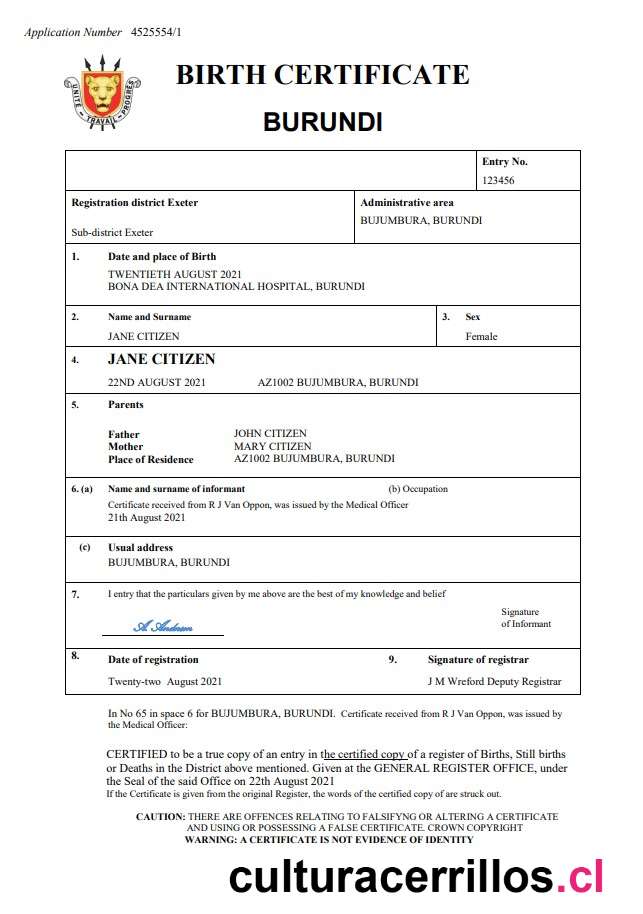 Application Number 4525554/1
UNITE TRAVAIL PROGRES
BIRTH CERTIFICATE
BURUNDI
Entry No.
123456
Registration district Exeter
Sub-district Exeter
Administrative area
BUJUMBURA, BURUNDI
1. Date and place of Birth
TWENTIETH AUGUST 2021
BONA DEA INTERNATIONAL HOSPITAL, BURUNDI
2. Name and Surname
JANE CITIZEN
3. Sex
Female
4. JANE CITIZEN
22ND AUGUST 2021 AZ1002 BUJUMBURA, BURUNDI
5. Parents
Father JOHN CITIZEN
Mother MARY CITIZEN
Place of Residence AZ1002 BUJUMBURA, BURUNDI
6. (a) Name and surname of informant (b) Occupation
Certificate received from R J Van Oppon, was issued by the Medical Officer
21th August 2021
(c) Usual address
BUJUMBURA, BURUNDI
7. I entry that the particulars given by me above are the best of my knowledge and belief
A. Anderson
Signature
of Informant
8. Date of registration 9. Signature of registrar
Twenty-two August 2021 J M Wreford Deputy Registrar
In No 65 in space 6 for BUJUMBURA, BURUNDI. Certificate received from R J Van Oppon, was issued by
the Medical Officer:
CERTIFIED to be a true copy of an entry in the certified copy of a register of Births, Still births
or Deaths in the District above mentioned. Given at the GENERAL REGISTER OFFICE, under
the Seal of the said Office on 22th August 2021
If the Certificate is given from the original Register, the words of the certified copy of are struck out.
CAUTION: THERE ARE OFFENCES RELATING TO FALSIFYNG OR ALTERING A CERTIFICATE
AND USING OR POSSESSING A FALSE CERTIFICATE. CROWN COPYRIGHT
WARNING: A CERTIFICATE IS NOT EVIDENCE OF IDENTITY
culturacerrillos.cl